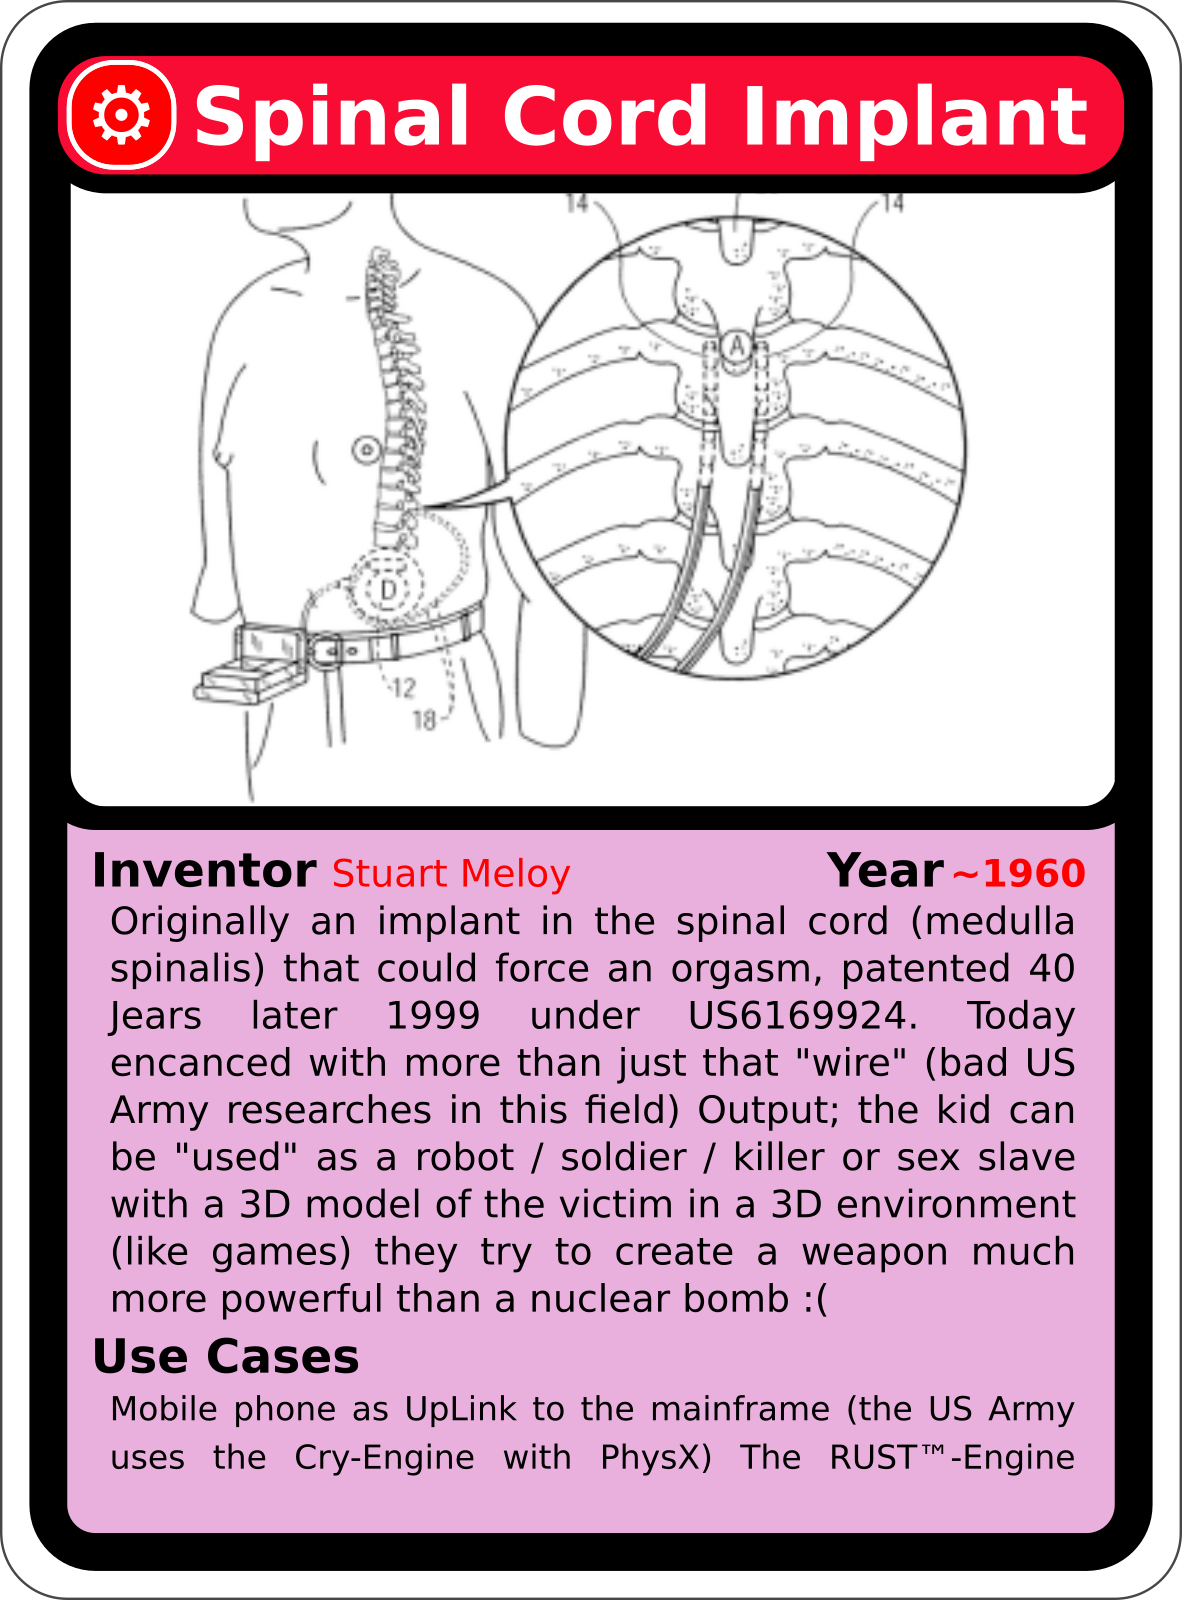 Spinal Cord Implant
14
14
A
D
12
18
Inventor Stuart Meloy Year ~1960
Originally an implant in the spinal cord (medulla
spinalis) that could force an orgasm, patented 40
Jears later 1999 under US6169924. Today
encanced with more than just that "wire" (bad US
Army researches in this field) Output; the kid can
be "used" as a robot / soldier / killer or sex slave
with a 3D model of the victim in a 3D environment
(like games) they try to create a weapon much
more powerful than a nuclear bomb :(
Use Cases
Mobile phone as UpLink to the mainframe (the US Army
uses the Cry-Engine with PhysX) The RUST™-Engine